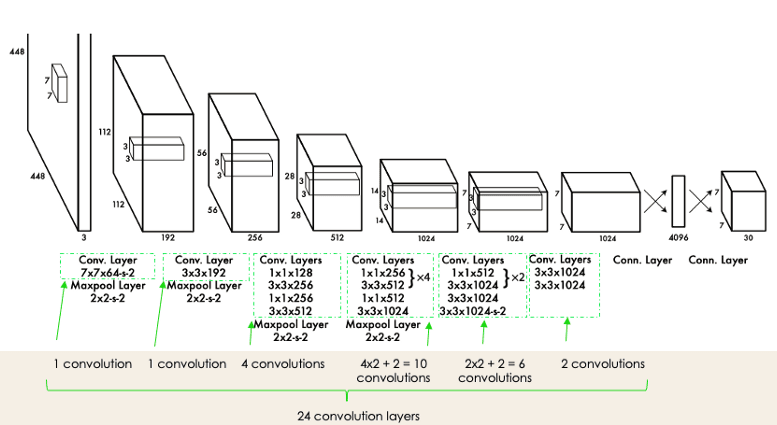 448
7
7
448
3
112
3
3
112
192
56
3
3
56
256
28
3
3
28
512
14
3
3
14
1024
7
3
3
7
1024
7
7
1024
4096
7
7
30
Conv. Layer
7x7x64-s-2
Maxpool Layer
2x2-s-2
Conv. Layer
3x3x192
Maxpool Layer
2x2-s-2
Conv. Layers
1x1x128
3x3x256
1x1x256
3x3x512
Maxpool Layer
2x2-s-2
Conv. Layers
1x1x256
3x3x512
} ×4
1x1x512
3x3x1024
Maxpool Layer
2x2-s-2
Conv. Layers
1x1x512
3x3x1024
} ×2
3x3x1024
3x3x1024-s-2
Conv. Layers
3x3x1024
3x3x1024
Conn. Layer
Conn. Layer
1 convolution
1 convolution
4 convolutions
4x2 + 2 = 10
convolutions
2x2 + 2 = 6
convolutions
2 convolutions
24 convolution layers